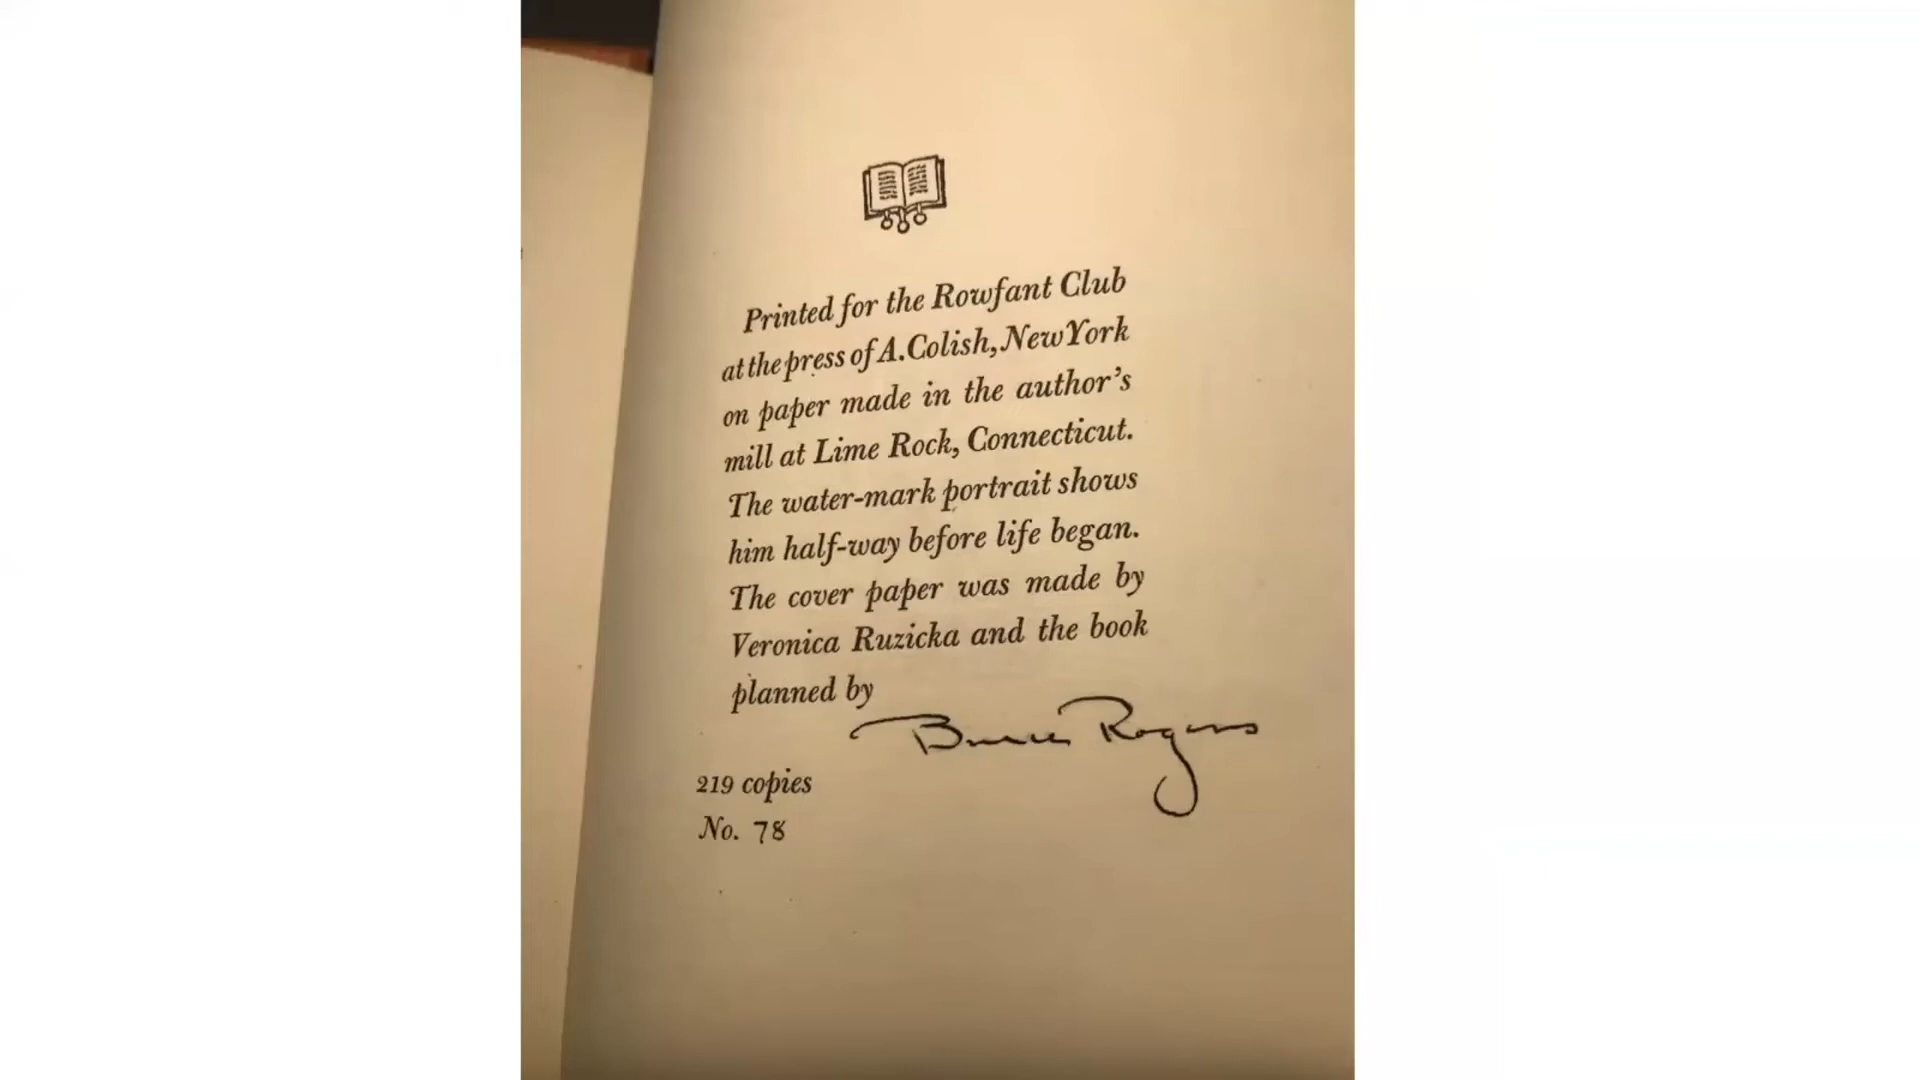 Printed for the Rowfant Club
at the press of A. Colish, New York
on paper made in the author's
mill at Lime Rock, Connecticut.
The water-mark portrait shows
him half-way before life began.
The cover paper was made by
Veronica Ruzicka and the book
planned by
Bruce Rogers
219 copies
No. 78